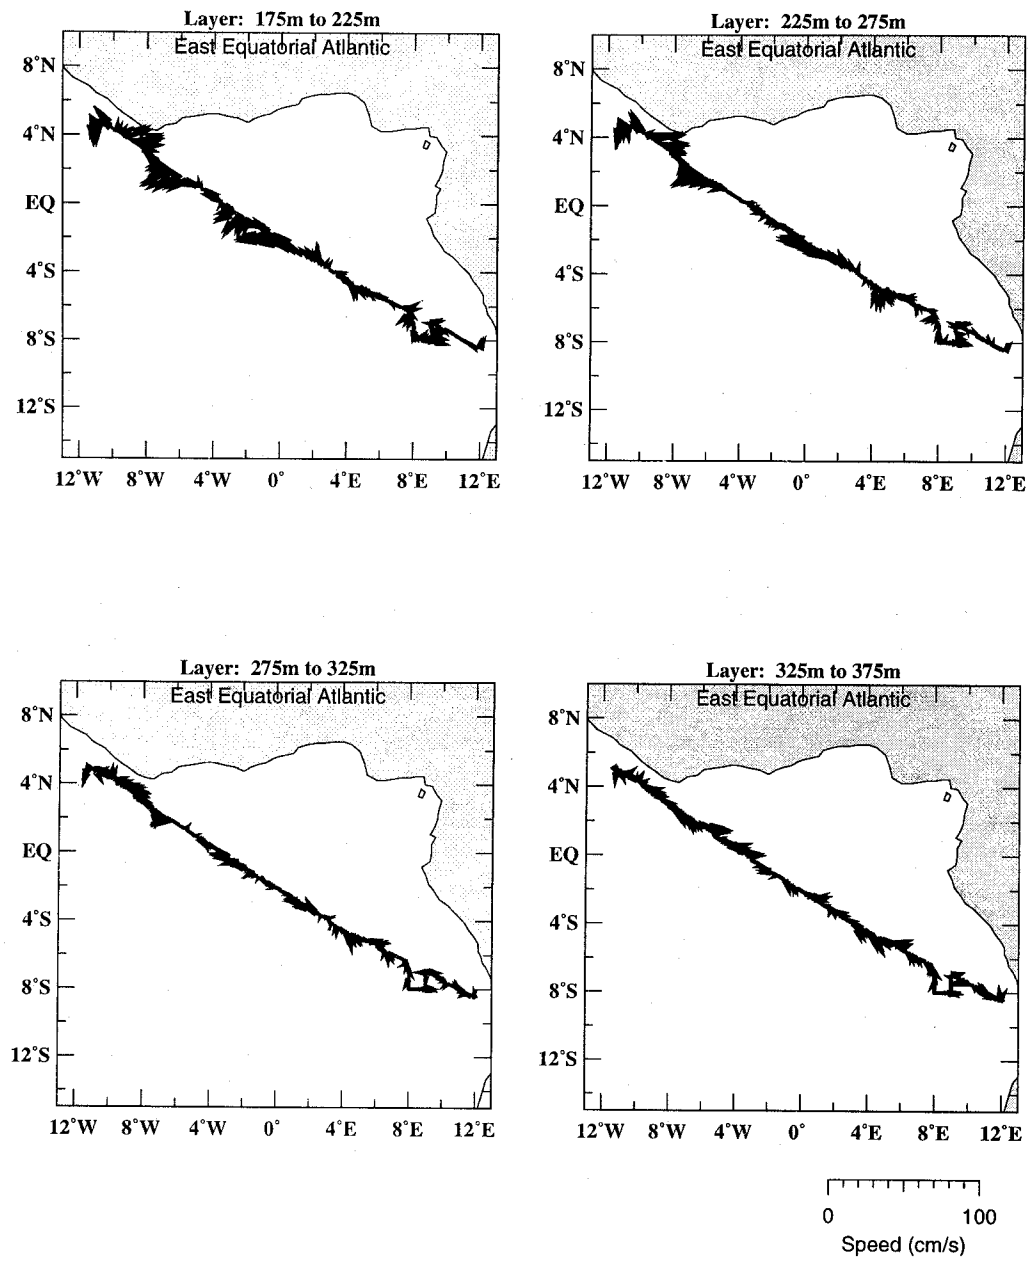 Layer: 175m to 225m
East Equatorial Atlantic
8°N
4°N
EQ
4°S
8°S
12°S
12°W 8°W 4°W 0° 4°E 8°E 12°E
Layer: 225m to 275m
East Equatorial Atlantic
8°N
4°N
EQ
4°S
8°S
12°S
12°W 8°W 4°W 0° 4°E 8°E 12°E
Layer: 275m to 325m
East Equatorial Atlantic
8°N
4°N
EQ
4°S
8°S
12°S
12°W 8°W 4°W 0° 4°E 8°E 12°E
Layer: 325m to 375m
East Equatorial Atlantic
8°N
4°N
EQ
4°S
8°S
12°S
12°W 8°W 4°W 0° 4°E 8°E 12°E
0 100
Speed (cm/s)